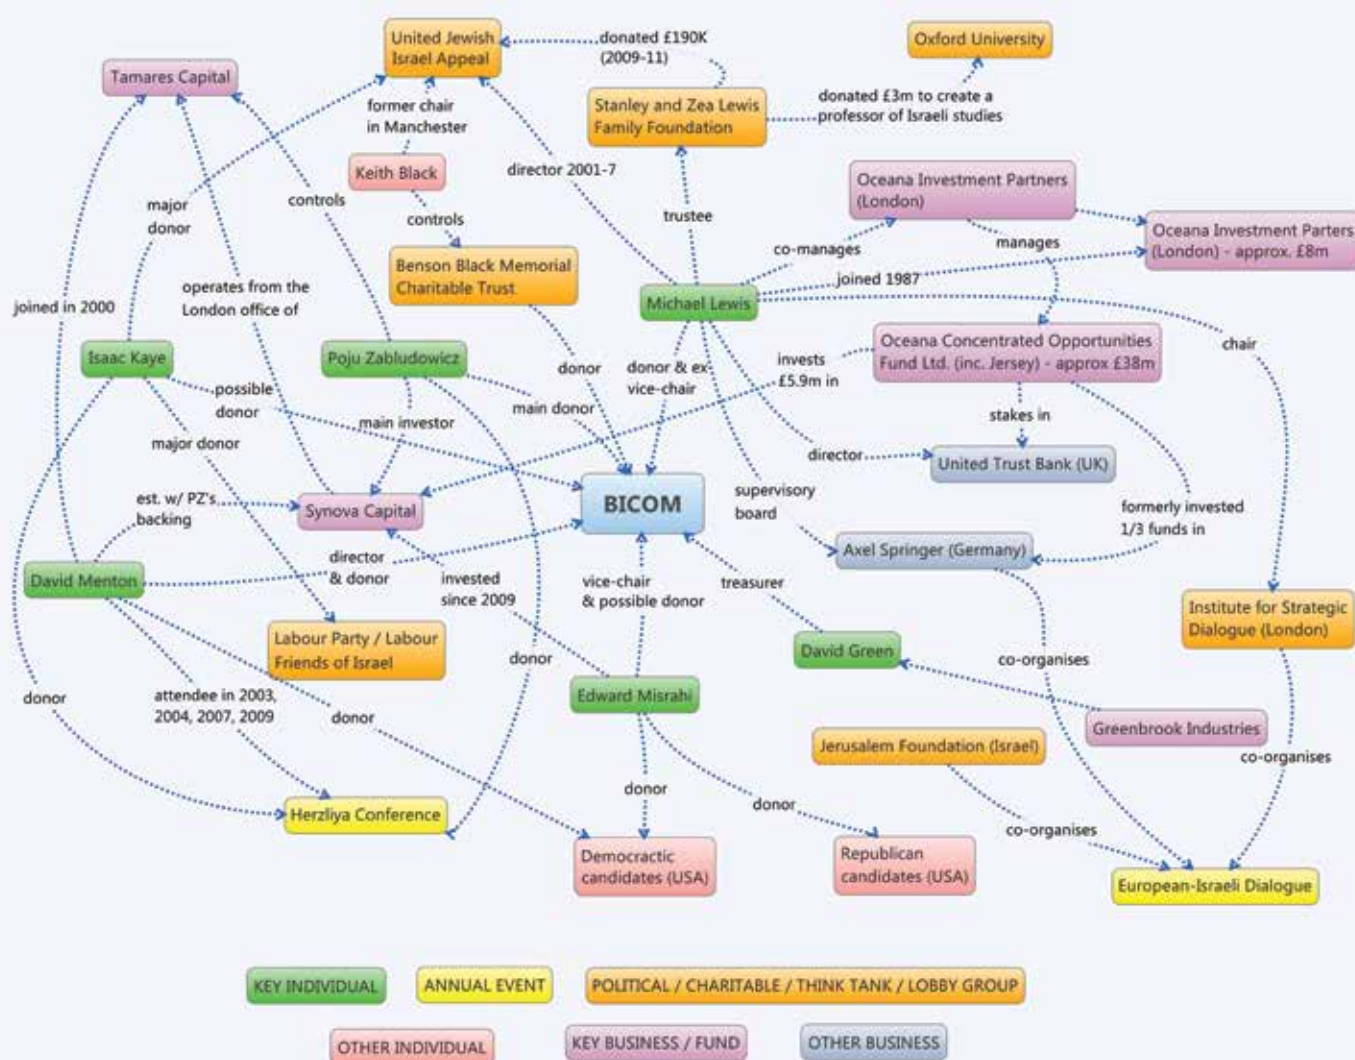 United Jewish
Israel Appeal
donated £190K
(2009-11)
Oxford University
Tamares Capital
Stanley and Zea Lewis
Family Foundation
donated £3m to create a
professor of Israeli studies
former chair
in Manchester
Keith Black
director 2001-7
Oceana Investment Partners
(London)
major
donor
controls
controls
trustee
co-manages
manages
Oceana Investment Parters
(London) - approx. £8m
Benson Black Memorial
Charitable Trust
joined in 2000
operates from the
London office of
Michael Lewis
joined 1987
Isaac Kaye
Poju Zabludowicz
donor
donor & ex
vice-chair
invests
£5.9m in
Oceana Concentrated Opportunities
Fund Ltd. (inc. Jersey) - approx £38m
chair
possible
donor
main donor
main investor
major donor
stakes in
director
United Trust Bank (UK)
est. w/ PZ's
backing
Synova Capital
BICOM
supervisory
board
formerly invested
1/3 funds in
Axel Springer (Germany)
David Menton
director
& donor
invested
since 2009
vice-chair
& possible donor
treasurer
Institute for Strategic
Dialogue (London)
Labour Party / Labour
Friends of Israel
David Green
donor
co-organises
donor
attendee in 2003,
2004, 2007, 2009
donor
Edward Misrahi
Greenbrook Industries
Jerusalem Foundation (Israel)
co-organises
Herzliya Conference
donor
donor
co-organises
Democractic
candidates (USA)
Republican
candidates (USA)
European-Israeli Dialogue
KEY INDIVIDUAL
ANNUAL EVENT
POLITICAL / CHARITABLE / THINK TANK / LOBBY GROUP
OTHER INDIVIDUAL
KEY BUSINESS / FUND
OTHER BUSINESS